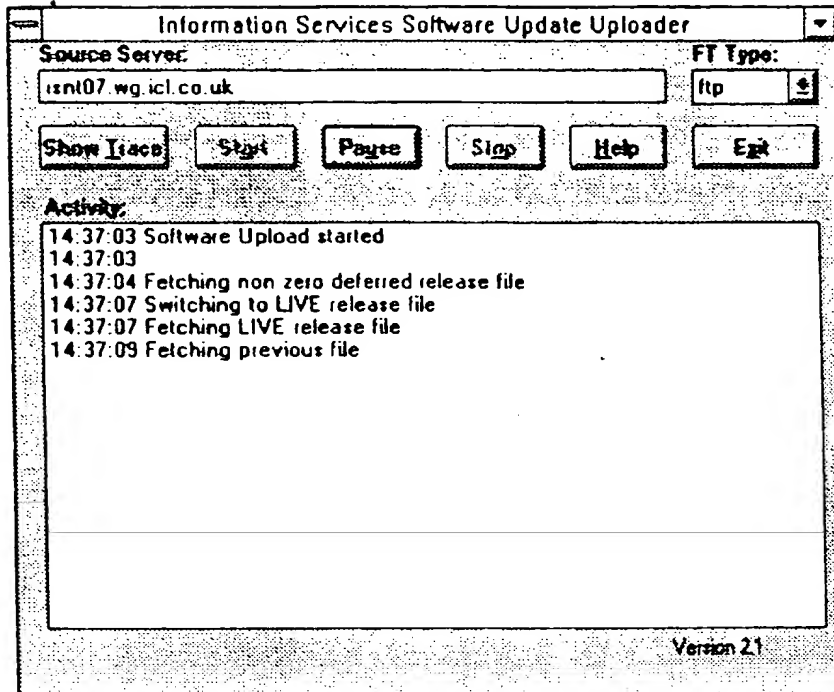 Information Services Software Update Uploader
Source Server: FT Type:
isnt07.wg.icl.co.uk ftp
Show Trace Start Pause Stop Help Exit
Activity:
14:37:03 Software Upload started
14:37:03
14:37:04 Fetching non zero deferred release file
14:37:07 Switching to LIVE release file
14:37:07 Fetching LIVE release file
14:37:09 Fetching previous file
Version 2.1